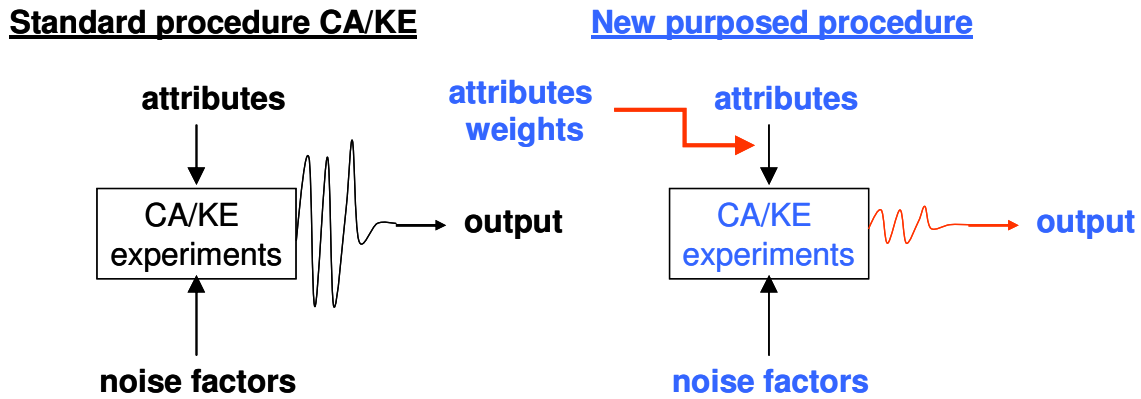 Standard procedure CA/KE
attributes
CA/KE
experiments
output
noise factors
New purposed procedure
attributes
weights
attributes
CA/KE
experiments
output
noise factors